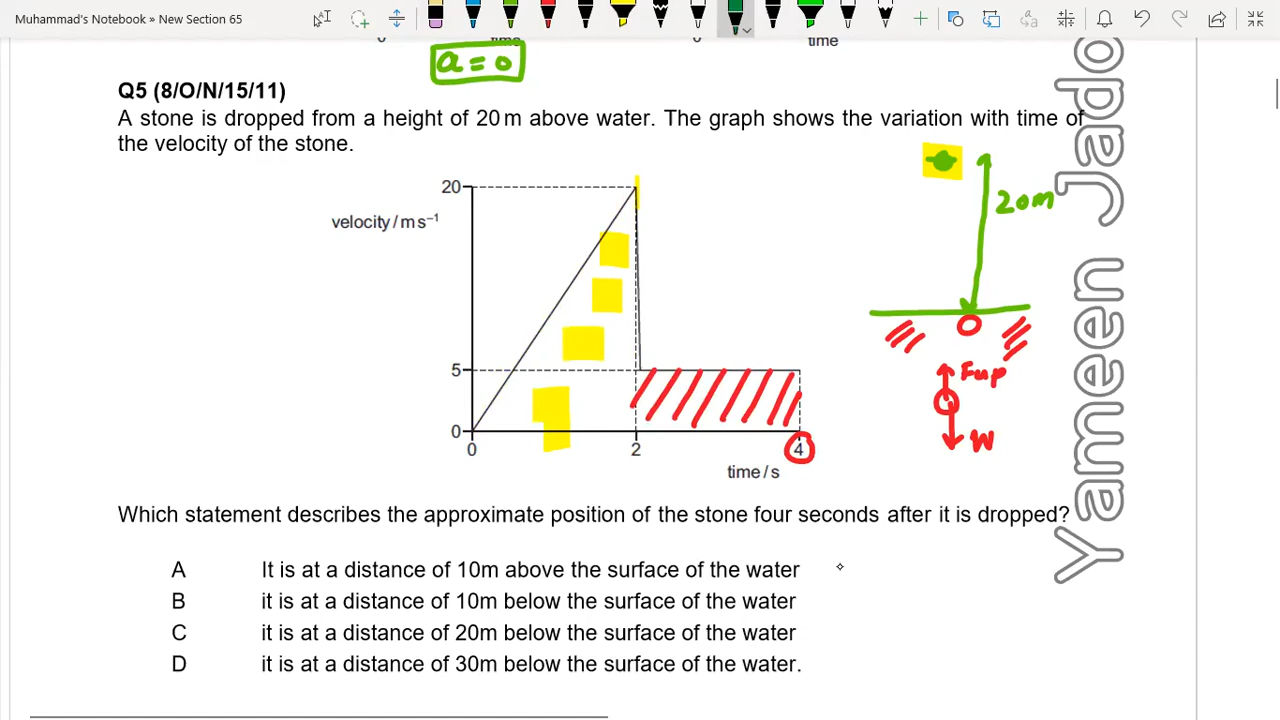 Muhammad's Notebook » New Section 65
0 time 0 time
a = 0
Q5 (8/O/N/15/11)
A stone is dropped from a height of 20 m above water. The graph shows the variation with time of
the velocity of the stone.
20
velocity / m s⁻¹
5
0
0 2 4
time / s
20m
Fup
W
Which statement describes the approximate position of the stone four seconds after it is dropped?
A It is at a distance of 10m above the surface of the water
B it is at a distance of 10m below the surface of the water
C it is at a distance of 20m below the surface of the water
D it is at a distance of 30m below the surface of the water.
Yameen Jado